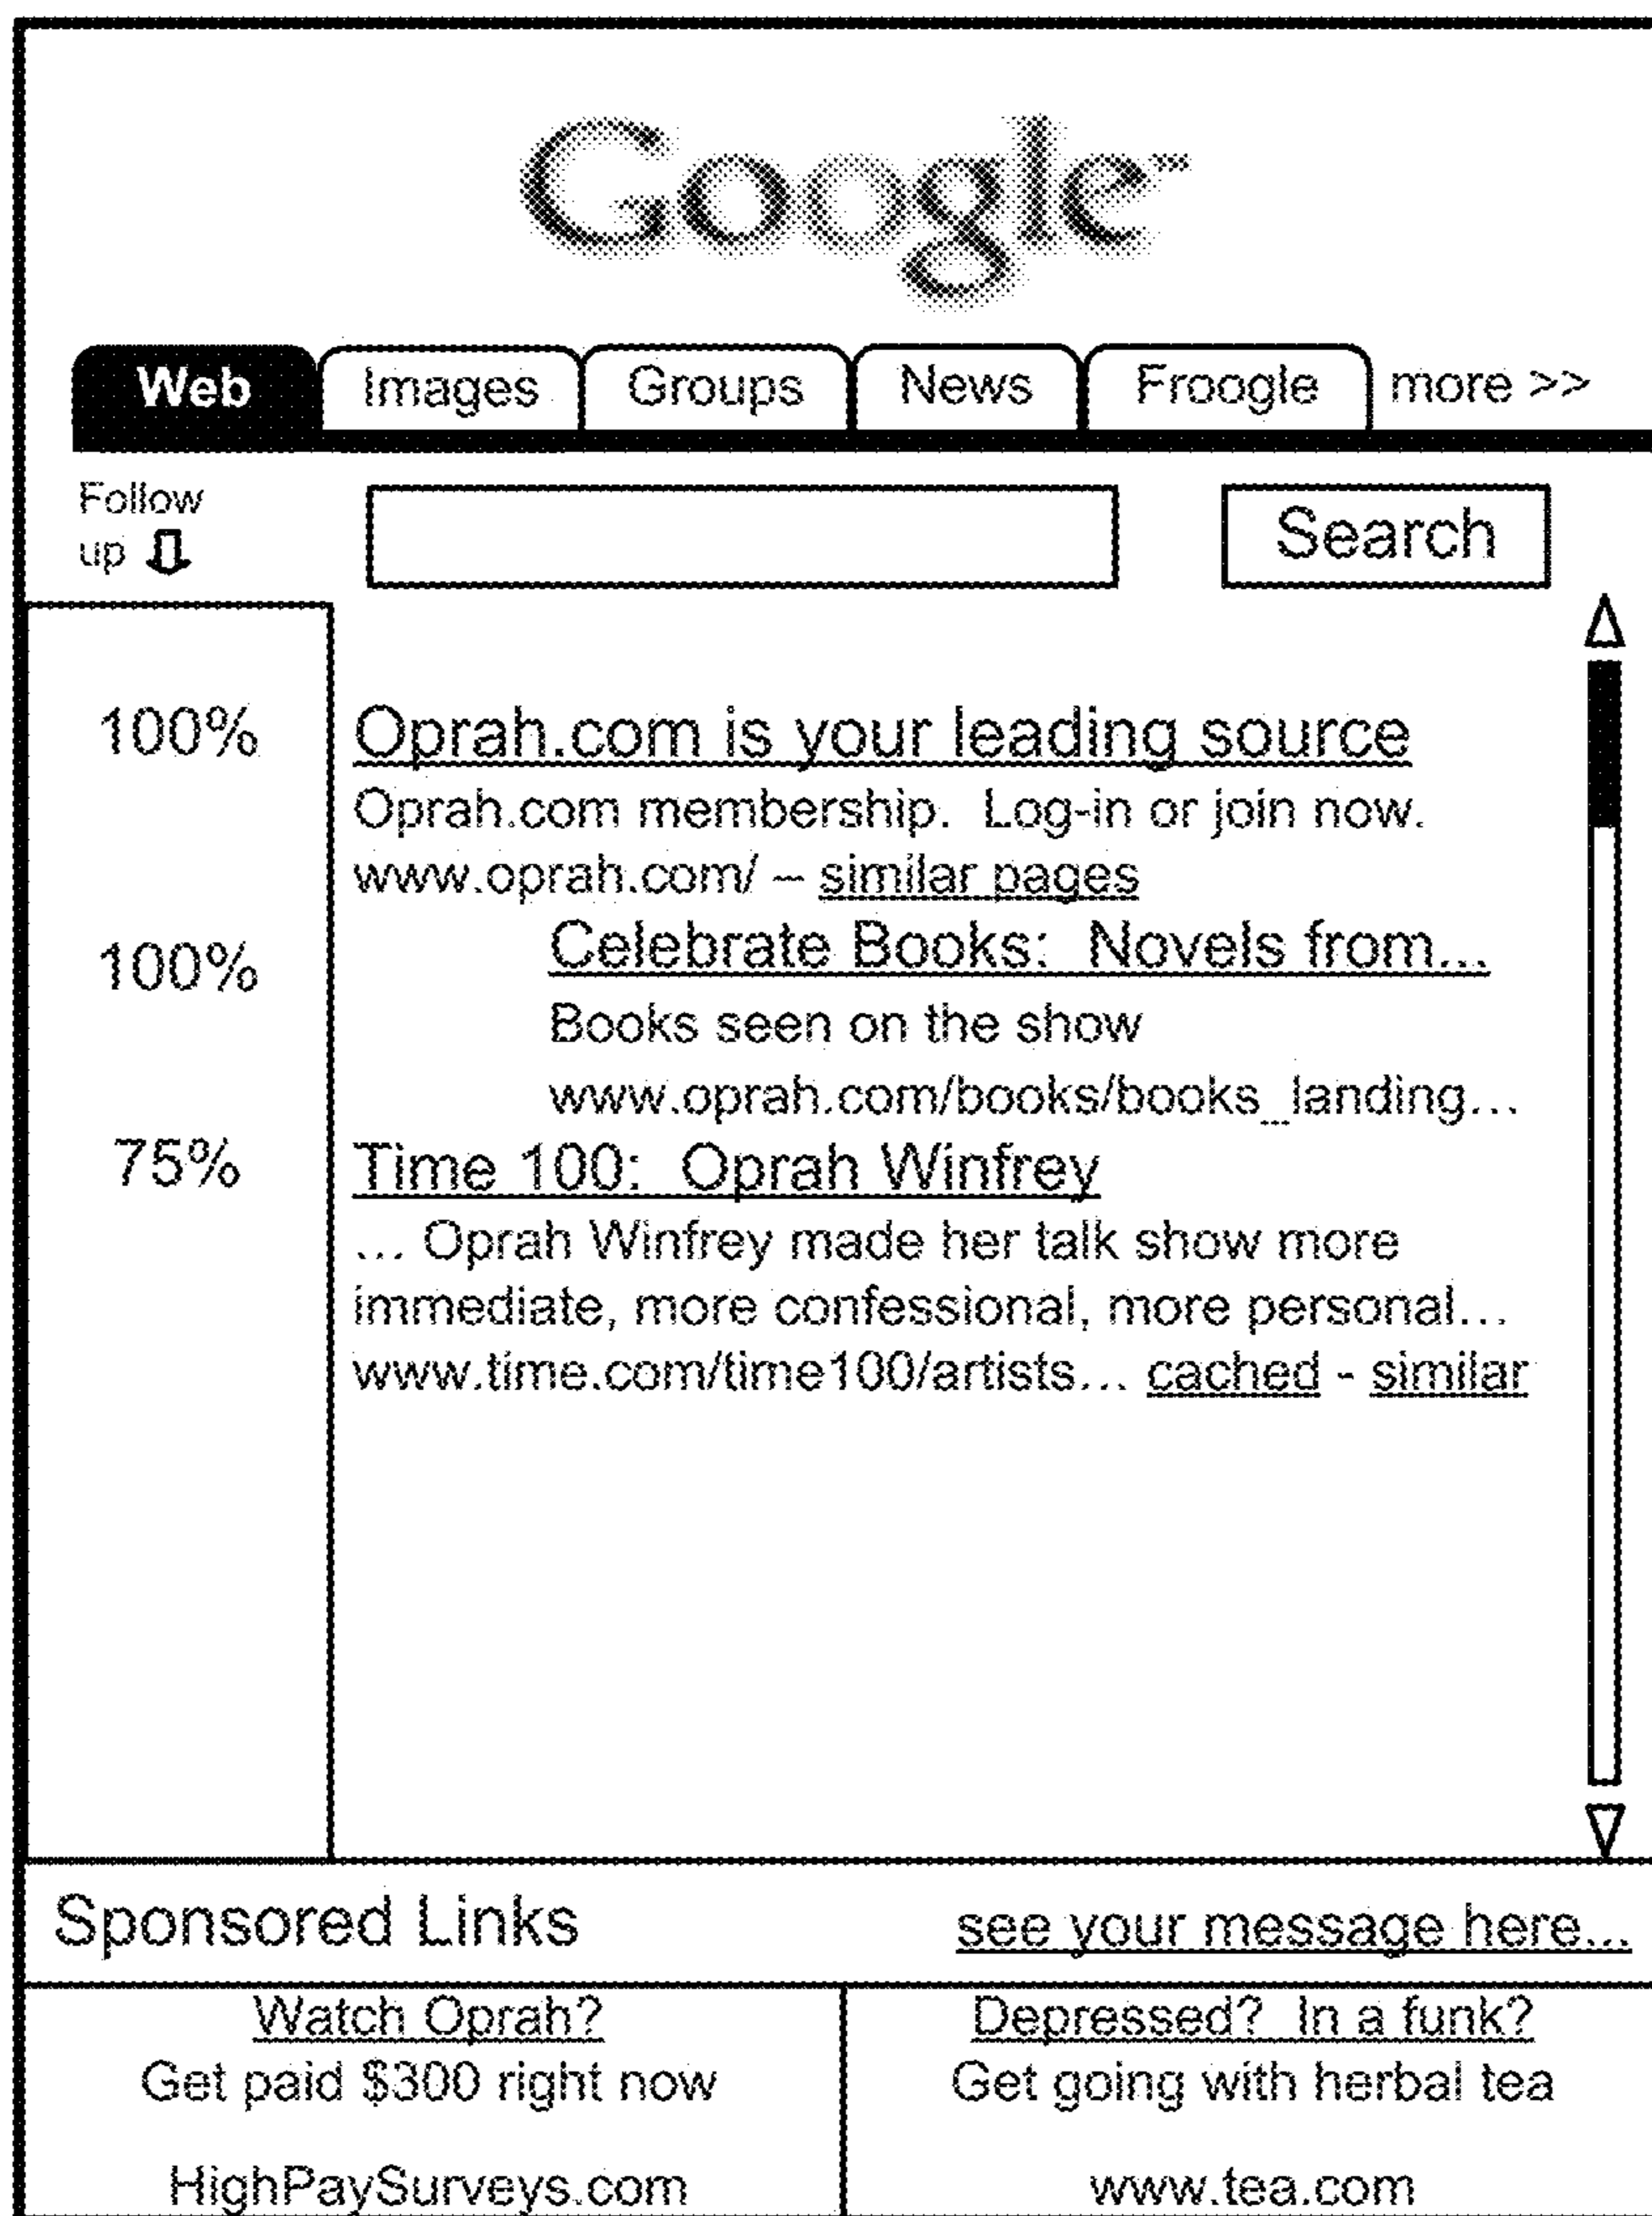 Google™
Web Images Groups News Froogle more >>
Follow
up
Search
100% Oprah.com is your leading source
Oprah.com membership. Log-in or join now.
www.oprah.com/ – similar pages
100% Celebrate Books: Novels from...
Books seen on the show
www.oprah.com/books/books_landing...
75% Time 100: Oprah Winfrey
... Oprah Winfrey made her talk show more
immediate, more confessional, more personal...
www.time.com/time100/artists... cached - similar
Sponsored Links see your message here...
Watch Oprah?
Get paid $300 right now
HighPaySurveys.com
Depressed? In a funk?
Get going with herbal tea
www.tea.com